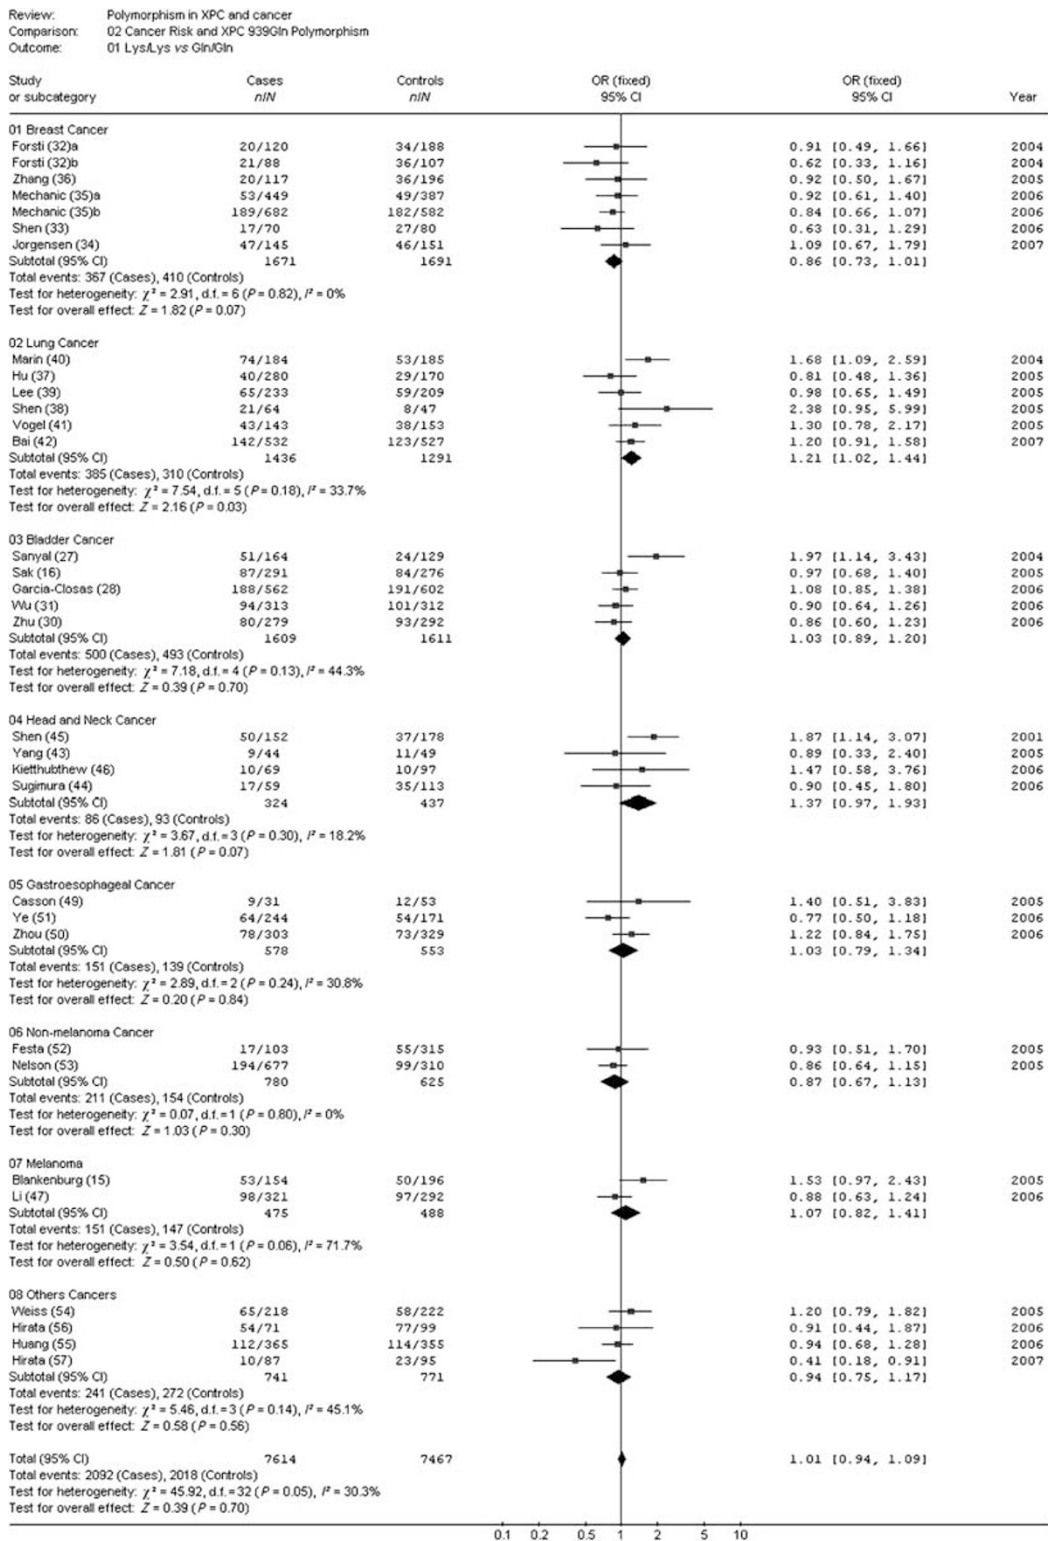 Review: Polymorphism in XPC and cancer
Comparison: 02 Cancer Risk and XPC 939Gln Polymorphism
Outcome: 01 Lys/Lys vs Gln/Gln
Study Cases Controls OR (fixed) OR (fixed)
or subcategory n/N n/N 95% CI 95% CI Year
01 Breast Cancer
Forsti (32)a 20/120 34/188 0.91 [0.49, 1.66] 2004
Forsti (32)b 21/88 36/107 0.62 [0.33, 1.16] 2004
Zhang (36) 20/117 36/196 0.92 [0.50, 1.67] 2005
Mechanic (35)a 53/449 49/387 0.92 [0.61, 1.40] 2006
Mechanic (35)b 189/682 182/582 0.84 [0.66, 1.07] 2006
Shen (33) 17/70 27/80 0.63 [0.31, 1.29] 2006
Jorgensen (34) 47/145 46/151 1.09 [0.67, 1.79] 2007
Subtotal (95% CI) 1671 1691 0.86 [0.73, 1.01]
Total events: 367 (Cases), 410 (Controls)
Test for heterogeneity: χ² = 2.91, d.f. = 6 (P = 0.82), I² = 0%
Test for overall effect: Z = 1.82 (P = 0.07)
02 Lung Cancer
Marin (40) 74/184 53/185 1.68 [1.09, 2.59] 2004
Hu (37) 40/280 29/170 0.81 [0.48, 1.36] 2005
Lee (39) 65/233 59/209 0.98 [0.65, 1.49] 2005
Shen (38) 21/64 8/47 2.38 [0.95, 5.99] 2005
Vogel (41) 43/143 38/153 1.30 [0.78, 2.17] 2005
Bai (42) 142/532 123/527 1.20 [0.91, 1.58] 2007
Subtotal (95% CI) 1436 1291 1.21 [1.02, 1.44]
Total events: 385 (Cases), 310 (Controls)
Test for heterogeneity: χ² = 7.54, d.f. = 5 (P = 0.18), I² = 33.7%
Test for overall effect: Z = 2.16 (P = 0.03)
03 Bladder Cancer
Sanyal (27) 51/164 24/129 1.97 [1.14, 3.43] 2004
Sak (16) 87/291 84/276 0.97 [0.68, 1.40] 2005
Garcia-Closas (28) 188/562 191/602 1.08 [0.85, 1.38] 2006
Wu (31) 94/313 101/312 0.90 [0.64, 1.26] 2006
Zhu (30) 80/279 93/292 0.86 [0.60, 1.23] 2006
Subtotal (95% CI) 1609 1611 1.03 [0.89, 1.20]
Total events: 500 (Cases), 493 (Controls)
Test for heterogeneity: χ² = 7.18, d.f. = 4 (P = 0.13), I² = 44.3%
Test for overall effect: Z = 0.39 (P = 0.70)
04 Head and Neck Cancer
Shen (45) 50/152 37/178 1.87 [1.14, 3.07] 2001
Yang (43) 9/44 11/49 0.89 [0.33, 2.40] 2005
Kietthubthew (46) 10/69 10/97 1.47 [0.58, 3.76] 2006
Sugimura (44) 17/59 35/113 0.90 [0.45, 1.80] 2006
Subtotal (95% CI) 324 437 1.37 [0.97, 1.93]
Total events: 86 (Cases), 93 (Controls)
Test for heterogeneity: χ² = 3.67, d.f. = 3 (P = 0.30), I² = 18.2%
Test for overall effect: Z = 1.81 (P = 0.07)
05 Gastroesophageal Cancer
Casson (49) 9/31 12/53 1.40 [0.51, 3.83] 2005
Ye (51) 64/244 54/171 0.77 [0.50, 1.18] 2006
Zhou (50) 78/303 73/329 1.22 [0.84, 1.75] 2006
Subtotal (95% CI) 578 553 1.03 [0.79, 1.34]
Total events: 151 (Cases), 139 (Controls)
Test for heterogeneity: χ² = 2.89, d.f. = 2 (P = 0.24), I² = 30.8%
Test for overall effect: Z = 0.20 (P = 0.84)
06 Non-melanoma Cancer
Festa (52) 17/103 55/315 0.93 [0.51, 1.70] 2005
Nelson (53) 194/677 99/310 0.86 [0.64, 1.15] 2005
Subtotal (95% CI) 780 625 0.87 [0.67, 1.13]
Total events: 211 (Cases), 154 (Controls)
Test for heterogeneity: χ² = 0.07, d.f. = 1 (P = 0.80), I² = 0%
Test for overall effect: Z = 1.03 (P = 0.30)
07 Melanoma
Blankenburg (15) 53/154 50/196 1.53 [0.97, 2.43] 2005
Li (47) 98/321 97/292 0.88 [0.63, 1.24] 2006
Subtotal (95% CI) 475 488 1.07 [0.82, 1.41]
Total events: 151 (Cases), 147 (Controls)
Test for heterogeneity: χ² = 3.54, d.f. = 1 (P = 0.06), I² = 71.7%
Test for overall effect: Z = 0.50 (P = 0.62)
08 Others Cancers
Weiss (54) 65/218 58/222 1.20 [0.79, 1.82] 2005
Hirata (56) 54/71 77/99 0.91 [0.44, 1.87] 2006
Huang (55) 112/365 114/355 0.94 [0.68, 1.28] 2006
Hirata (57) 10/87 23/95 0.41 [0.18, 0.91] 2007
Subtotal (95% CI) 741 771 0.94 [0.75, 1.17]
Total events: 241 (Cases), 272 (Controls)
Test for heterogeneity: χ² = 5.46, d.f. = 3 (P = 0.14), I² = 45.1%
Test for overall effect: Z = 0.58 (P = 0.56)
Total (95% CI) 7614 7467 1.01 [0.94, 1.09]
Total events: 2092 (Cases), 2018 (Controls)
Test for heterogeneity: χ² = 45.92, d.f. = 32 (P = 0.05), I² = 30.3%
Test for overall effect: Z = 0.39 (P = 0.70)
0.1 0.2 0.5 1 2 5 10